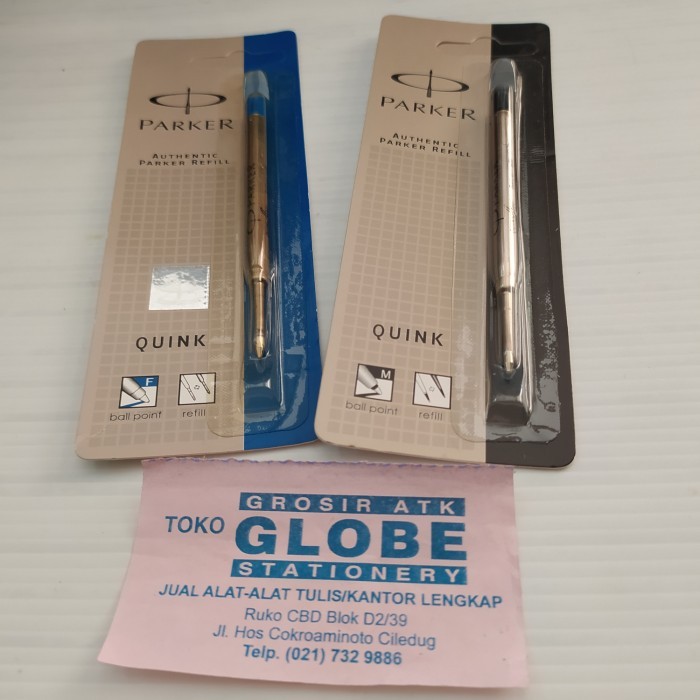 PARKER
AUTHENTIC
PARKER REFILL
QUINK
F
ball point
refill
PARKER
AUTHENTIC
PARKER REFILL
QUINK
M
ball point
refill
GROSIR ATK
TOKO GLOBE
STATIONERY
JUAL ALAT-ALAT TULIS/KANTOR LENGKAP
Ruko CBD Blok D2/39
Jl. Hos Cokroaminoto Ciledug
Telp. (021) 732 9886